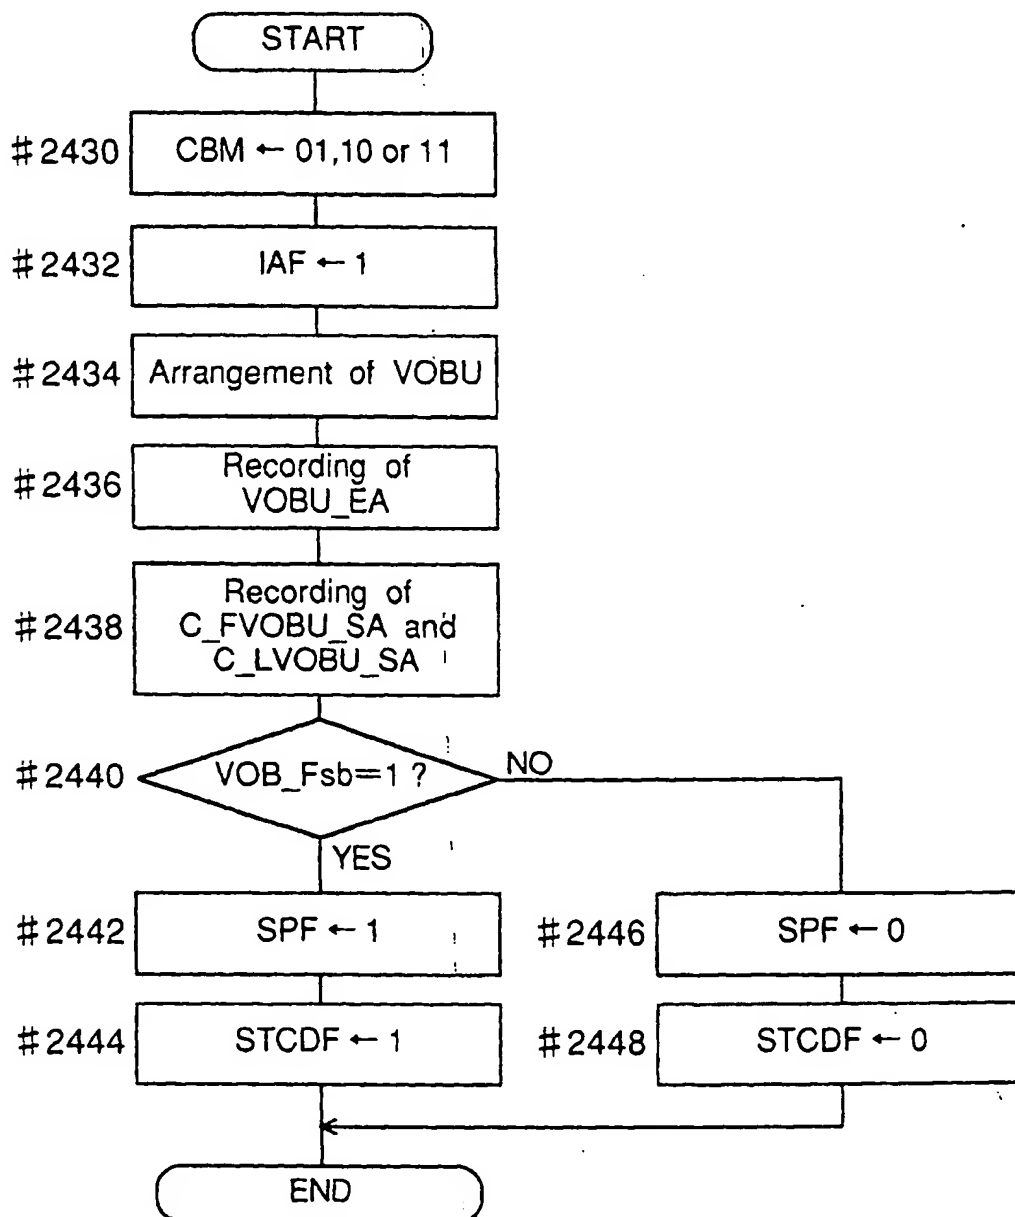 START
#2430
CBM ← 01,10 or 11
#2432
IAF ← 1
#2434
Arrangement of VOBU
#2436
Recording of
VOBU_EA
#2438
Recording of
C_FVOBU_SA and
C_LVOBU_SA
#2440
VOB_Fsb=1 ?
NO
YES
#2442
SPF ← 1
#2446
SPF ← 0
#2444
STCDF ← 1
#2448
STCDF ← 0
END